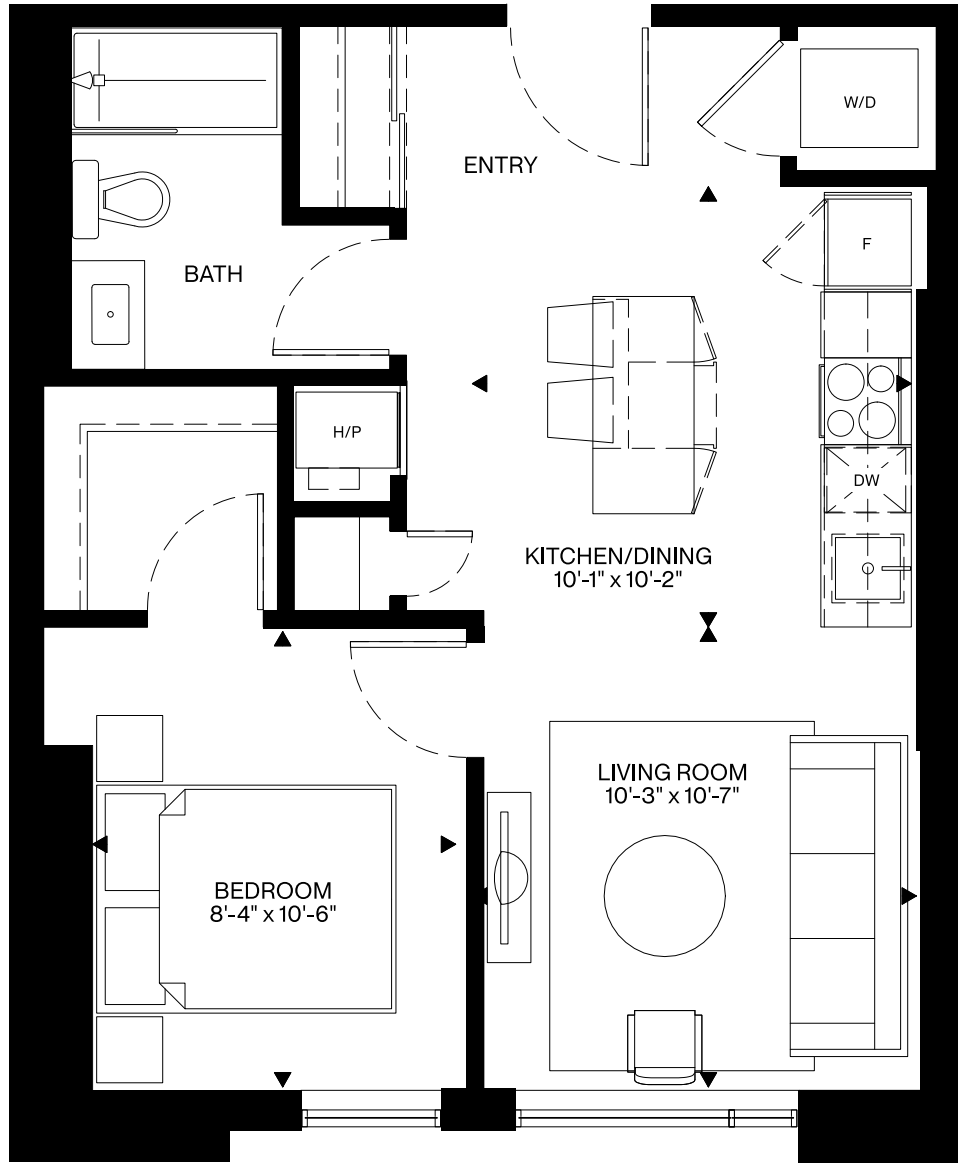 W/D
ENTRY
F
BATH
H/P
DW
KITCHEN/DINING
10'-1" x 10'-2"
LIVING ROOM
10'-3" x 10'-7"
BEDROOM
8'-4" x 10'-6"